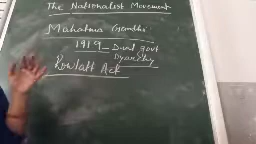 The Nationalist Movement
Mahatma Gandhi
1919 - Dual Govt
Dyarchy
Rowlatt Act